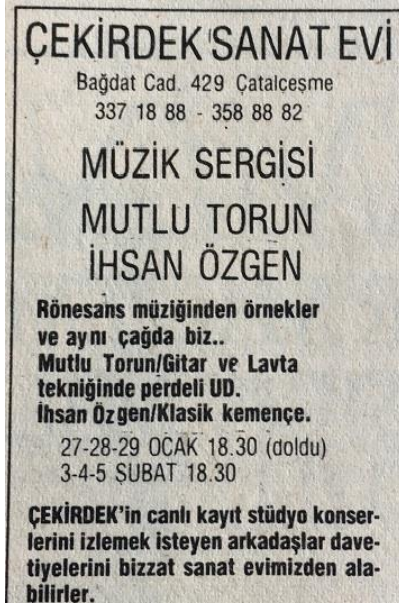 ÇEKİRDEK SANAT EVİ
Bağdat Cad. 429 Çatalçeşme
337 18 88 - 358 88 82
MÜZİK SERGİSİ
MUTLU TORUN
İHSAN ÖZGEN
Rönesans müziğinden örnekler
ve aynı çağda biz..
Mutlu Torun/Gitar ve Lavta
tekniğinde perdeli UD.
İhsan Özgen/Klasik kemençe.
27-28-29 OCAK 18.30 (doldu)
3-4-5 ŞUBAT 18.30
ÇEKİRDEK'in canlı kayıt stüdyo konser-
lerini izlemek isteyen arkadaşlar dave-
tiyelerini bizzat sanat evimizden ala-
bilirler.